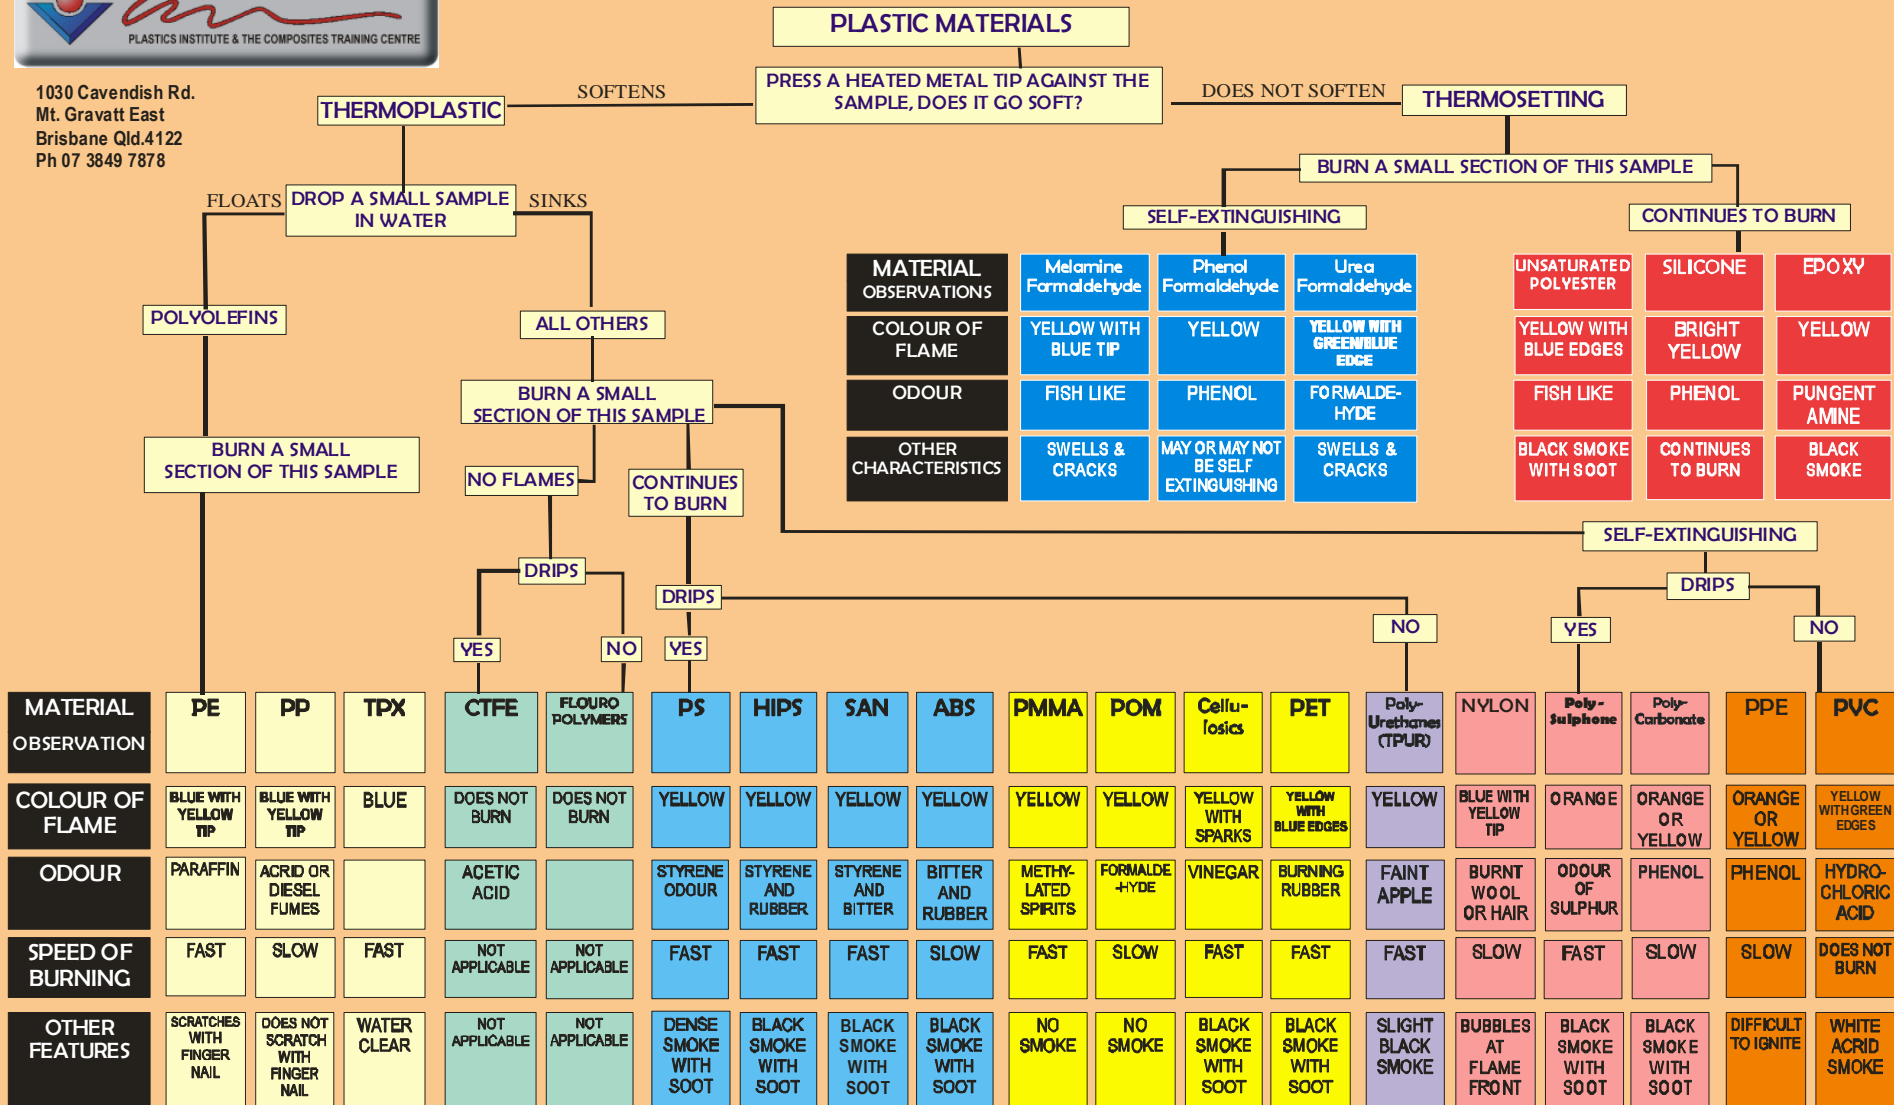 PLASTICS INSTITUTE & THE COMPOSITES TRAINING CENTRE
1030 Cavendish Rd.
Mt. Gravatt East
Brisbane Qld.4122
Ph 07 3849 7878
PLASTIC MATERIALS
PRESS A HEATED METAL TIP AGAINST THE
SAMPLE, DOES IT GO SOFT?
SOFTENS
DOES NOT SOFTEN
THERMOPLASTIC
THERMOSETTING
BURN A SMALL SECTION OF THIS SAMPLE
SELF-EXTINGUISHING
CONTINUES TO BURN
FLOATS
DROP A SMALL SAMPLE
IN WATER
SINKS
POLYOLEFINS
ALL OTHERS
BURN A SMALL
SECTION OF THIS SAMPLE
BURN A SMALL
SECTION OF THIS SAMPLE
NO FLAMES
CONTINUES
TO BURN
SELF-EXTINGUISHING
DRIPS
DRIPS
DRIPS
YES
NO
YES
NO
YES
NO
MATERIAL
OBSERVATIONS
Melamine
Formaldehyde
Phenol
Formaldehyde
Urea
Formaldehyde
UNSATURATED
POLYESTER
SILICONE
EPOXY
COLOUR OF
FLAME
YELLOW WITH
BLUE TIP
YELLOW
YELLOW WITH
GREEN/BLUE
EDGE
YELLOW WITH
BLUE EDGES
BRIGHT
YELLOW
YELLOW
ODOUR
FISH LIKE
PHENOL
FORMALDE-
HYDE
FISH LIKE
PHENOL
PUNGENT
AMINE
OTHER
CHARACTERISTICS
SWELLS &
CRACKS
MAY OR MAY NOT
BE SELF
EXTINGUISHING
SWELLS &
CRACKS
BLACK SMOKE
WITH SOOT
CONTINUES
TO BURN
BLACK
SMOKE
MATERIAL
OBSERVATION
PE
PP
TPX
CTFE
FLOURO
POLYMERS
PS
HIPS
SAN
ABS
PMMA
POM
Cellu-
losics
PET
Poly-
Urethanes
(TPUR)
NYLON
Poly-
Sulphone
Poly-
Carbonate
PPE
PVC
COLOUR OF
FLAME
BLUE WITH
YELLOW
TIP
BLUE WITH
YELLOW
TIP
BLUE
DOES NOT
BURN
DOES NOT
BURN
YELLOW
YELLOW
YELLOW
YELLOW
YELLOW
YELLOW
YELLOW
WITH
SPARKS
YELLOW
WITH
BLUE EDGES
YELLOW
BLUE WITH
YELLOW
TIP
ORANGE
ORANGE
OR
YELLOW
ORANGE
OR
YELLOW
YELLOW
WITH GREEN
EDGES
ODOUR
PARAFFIN
ACRID OR
DIESEL
FUMES
ACETIC
ACID
STYRENE
ODOUR
STYRENE
AND
RUBBER
STYRENE
AND
BITTER
BITTER
AND
RUBBER
METHY-
LATED
SPIRITS
FORMALDE
-HYDE
VINEGAR
BURNING
RUBBER
FAINT
APPLE
BURNT
WOOL
OR HAIR
ODOUR
OF
SULPHUR
PHENOL
PHENOL
HYDRO-
CHLORIC
ACID
SPEED OF
BURNING
FAST
SLOW
FAST
NOT
APPLICABLE
NOT
APPLICABLE
FAST
FAST
FAST
SLOW
FAST
SLOW
FAST
FAST
FAST
SLOW
FAST
SLOW
SLOW
DOES NOT
BURN
OTHER
FEATURES
SCRATCHES
WITH
FINGER
NAIL
DOES NOT
SCRATCH
WITH
FINGER
NAIL
WATER
CLEAR
NOT
APPLICABLE
NOT
APPLICABLE
DENSE
SMOKE
WITH
SOOT
BLACK
SMOKE
WITH
SOOT
BLACK
SMOKE
WITH
SOOT
BLACK
SMOKE
WITH
SOOT
NO
SMOKE
NO
SMOKE
BLACK
SMOKE
WITH
SOOT
BLACK
SMOKE
WITH
SOOT
SLIGHT
BLACK
SMOKE
BUBBLES
AT
FLAME
FRONT
BLACK
SMOKE
WITH
SOOT
BLACK
SMOKE
WITH
SOOT
DIFFICULT
TO IGNITE
WHITE
ACRID
SMOKE